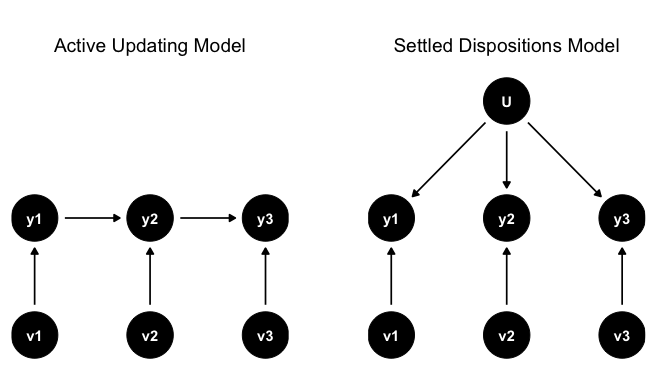 Active Updating Model
Settled Dispositions Model
U
y1 y2 y3
y1 y2 y3
v1 v2 v3
v1 v2 v3